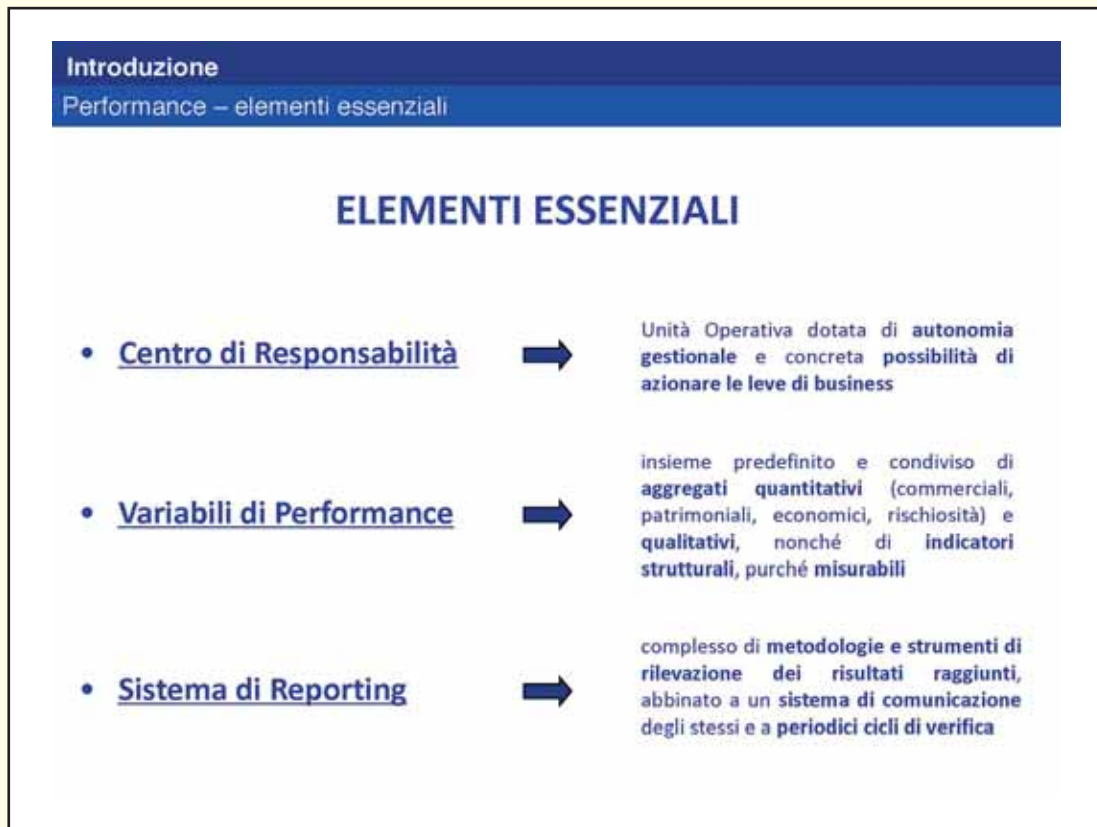 Introduzione
Performance – elementi essenziali
ELEMENTI ESSENZIALI
• Centro di Responsabilità
Unità Operativa dotata di autonomia
gestionale e concreta possibilità di
azionare le leve di business
• Variabili di Performance
insieme predefinito e condiviso di
aggregati quantitativi (commerciali,
patrimoniali, economici, rischiosità) e
qualitativi, nonché di indicatori
strutturali, purché misurabili
• Sistema di Reporting
complesso di metodologie e strumenti di
rilevazione dei risultati raggiunti,
abbinato a un sistema di comunicazione
degli stessi e a periodici cicli di verifica